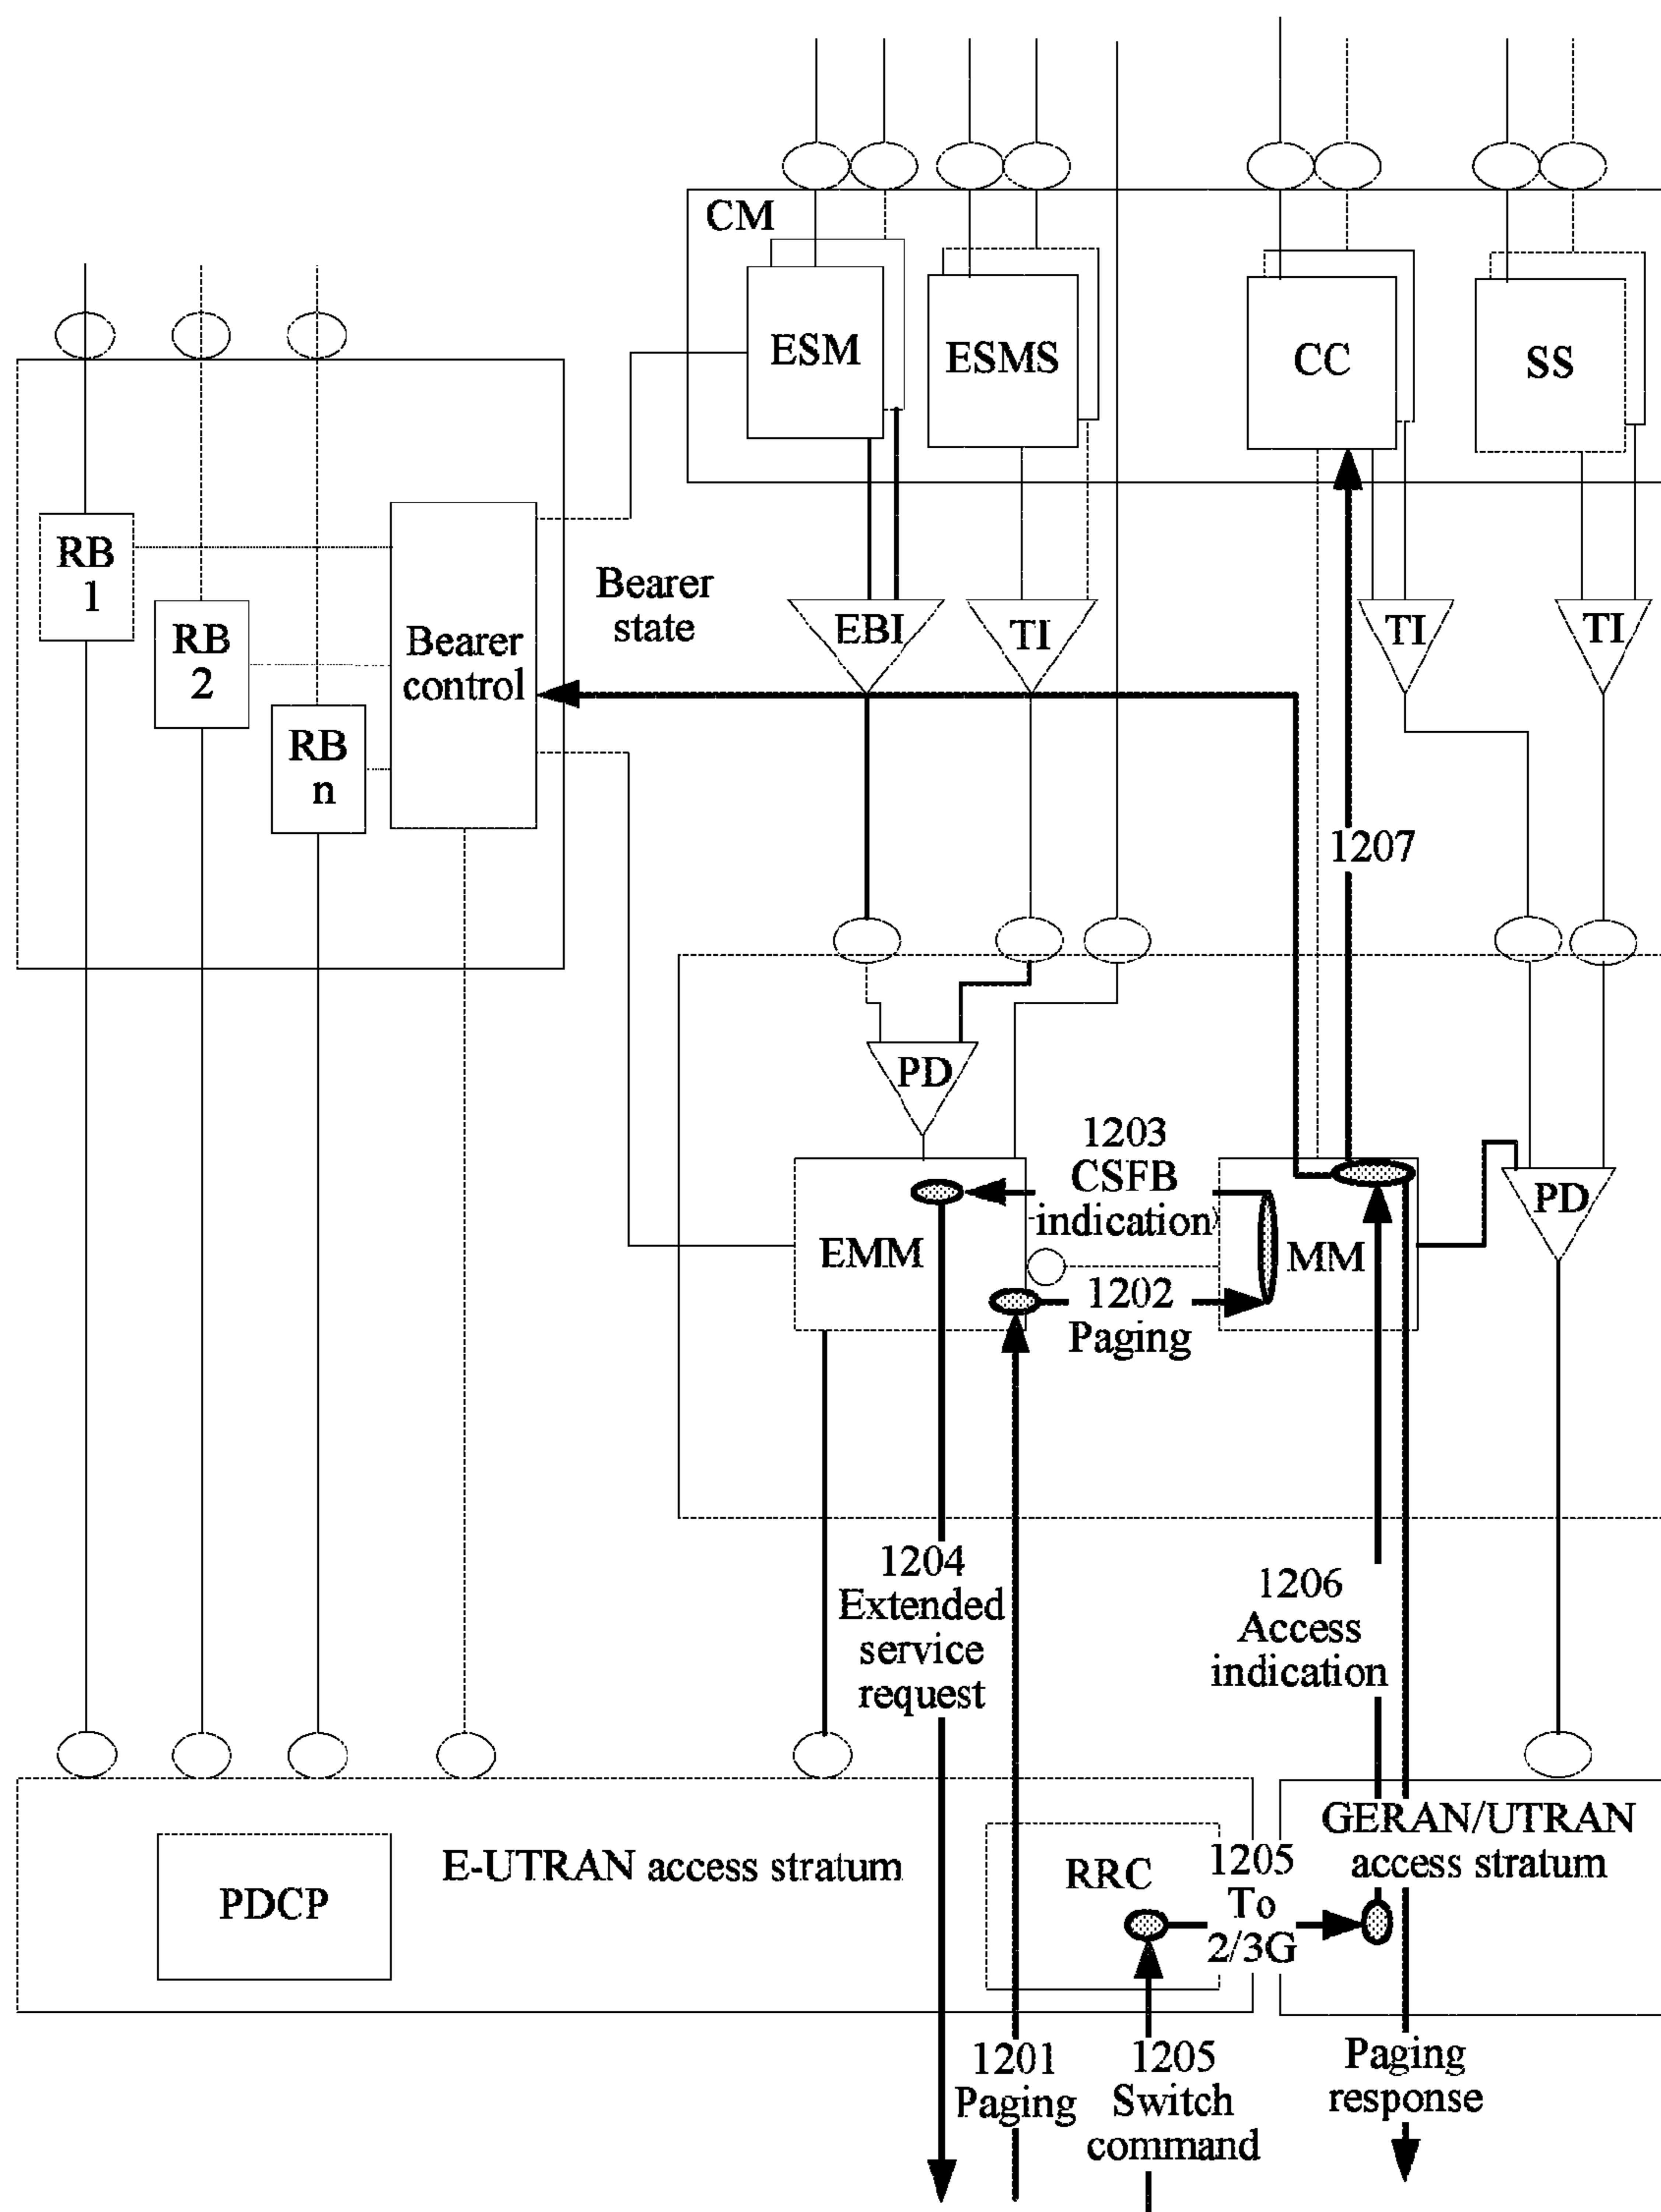 CM
ESM
ESMS
CC
SS
RB
1
RB
2
RB
n
Bearer
control
Bearer
state
EBI
TI
TI
TI
1207
PD
1203
CSFB
indication
EMM
MM
PD
1202
Paging
1204
Extended
service
request
1206
Access
indication
E-UTRAN access stratum
PDCP
RRC
1205
To
2/3G
GERAN/UTRAN
access stratum
1201
Paging
1205
Switch
command
Paging
response